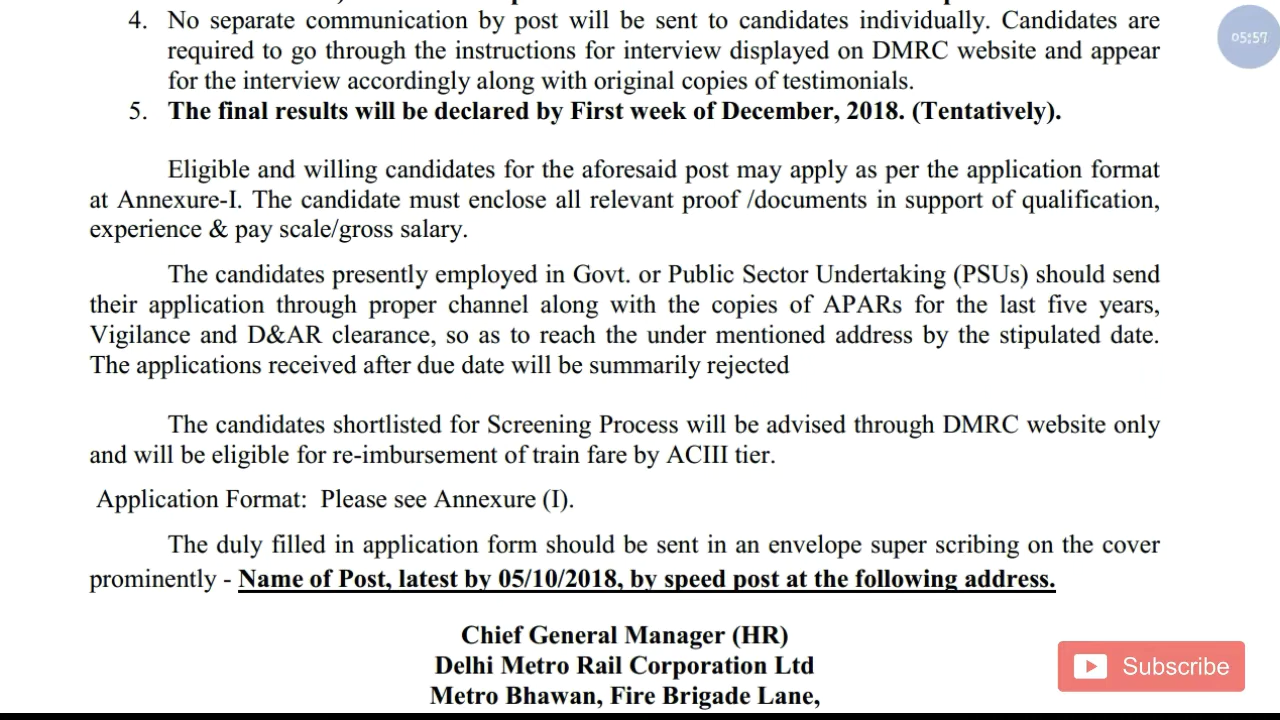 4. No separate communication by post will be sent to candidates individually. Candidates are
required to go through the instructions for interview displayed on DMRC website and appear
for the interview accordingly along with original copies of testimonials.
5. The final results will be declared by First week of December, 2018. (Tentatively).
Eligible and willing candidates for the aforesaid post may apply as per the application format
at Annexure-I. The candidate must enclose all relevant proof /documents in support of qualification,
experience & pay scale/gross salary.
The candidates presently employed in Govt. or Public Sector Undertaking (PSUs) should send
their application through proper channel along with the copies of APARs for the last five years,
Vigilance and D&AR clearance, so as to reach the under mentioned address by the stipulated date.
The applications received after due date will be summarily rejected
The candidates shortlisted for Screening Process will be advised through DMRC website only
and will be eligible for re-imbursement of train fare by ACIII tier.
Application Format: Please see Annexure (I).
The duly filled in application form should be sent in an envelope super scribing on the cover
prominently - Name of Post, latest by 05/10/2018, by speed post at the following address.
Chief General Manager (HR)
Delhi Metro Rail Corporation Ltd
Metro Bhawan, Fire Brigade Lane,
05:57
Subscribe